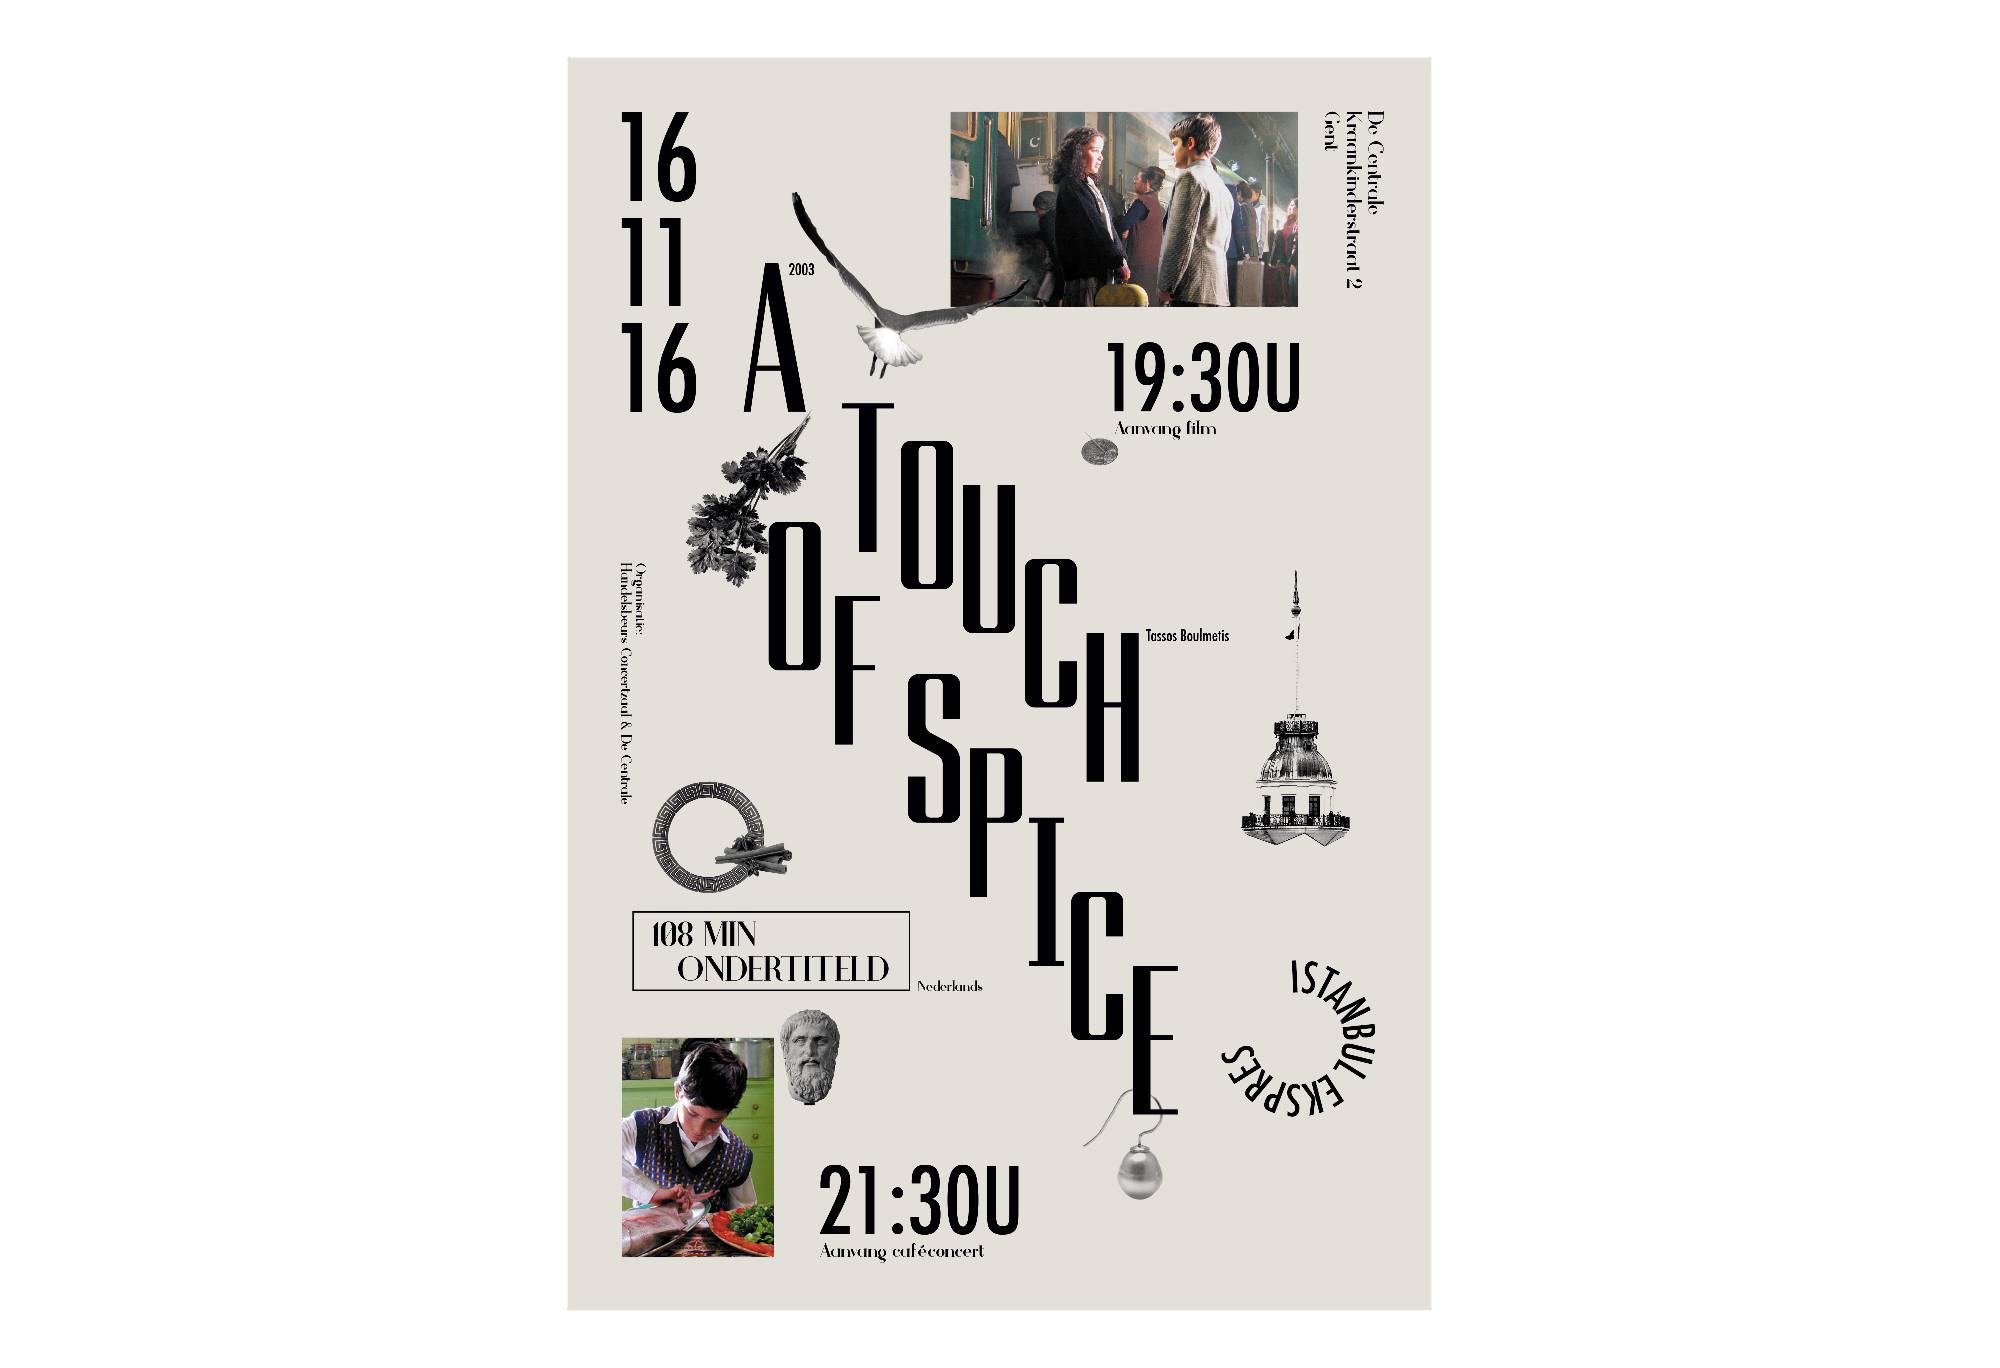 16
11
16
De Centrale
Kraankinderstraat 2
Gent
A
2003
19:30U
Aanvang film
TOUCH
Tassos Boulmetis
OF
SPICE
Organisatie:
Handelsbeurs Concertzaal & De Centrale
108 MIN
ONDERTITELD
Nederlands
ISTANBUL EKSPRES
21:30U
Aanvang caféconcert